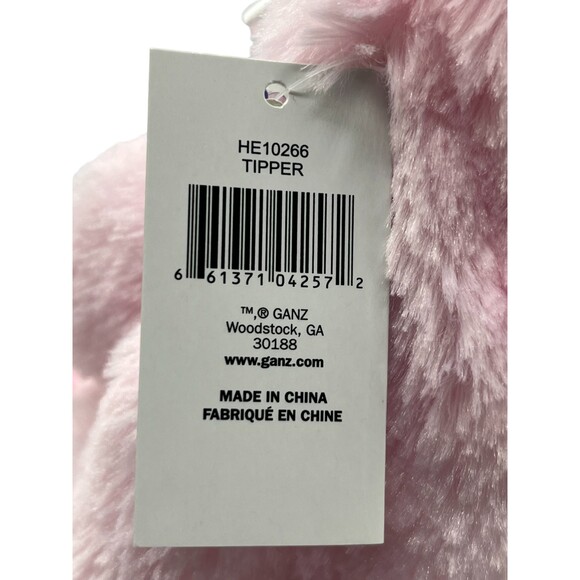 HE10266
TIPPER
6 61371 04257 2
™,® GANZ
Woodstock, GA
30188
www.ganz.com
MADE IN CHINA
FABRIQUÉ EN CHINE